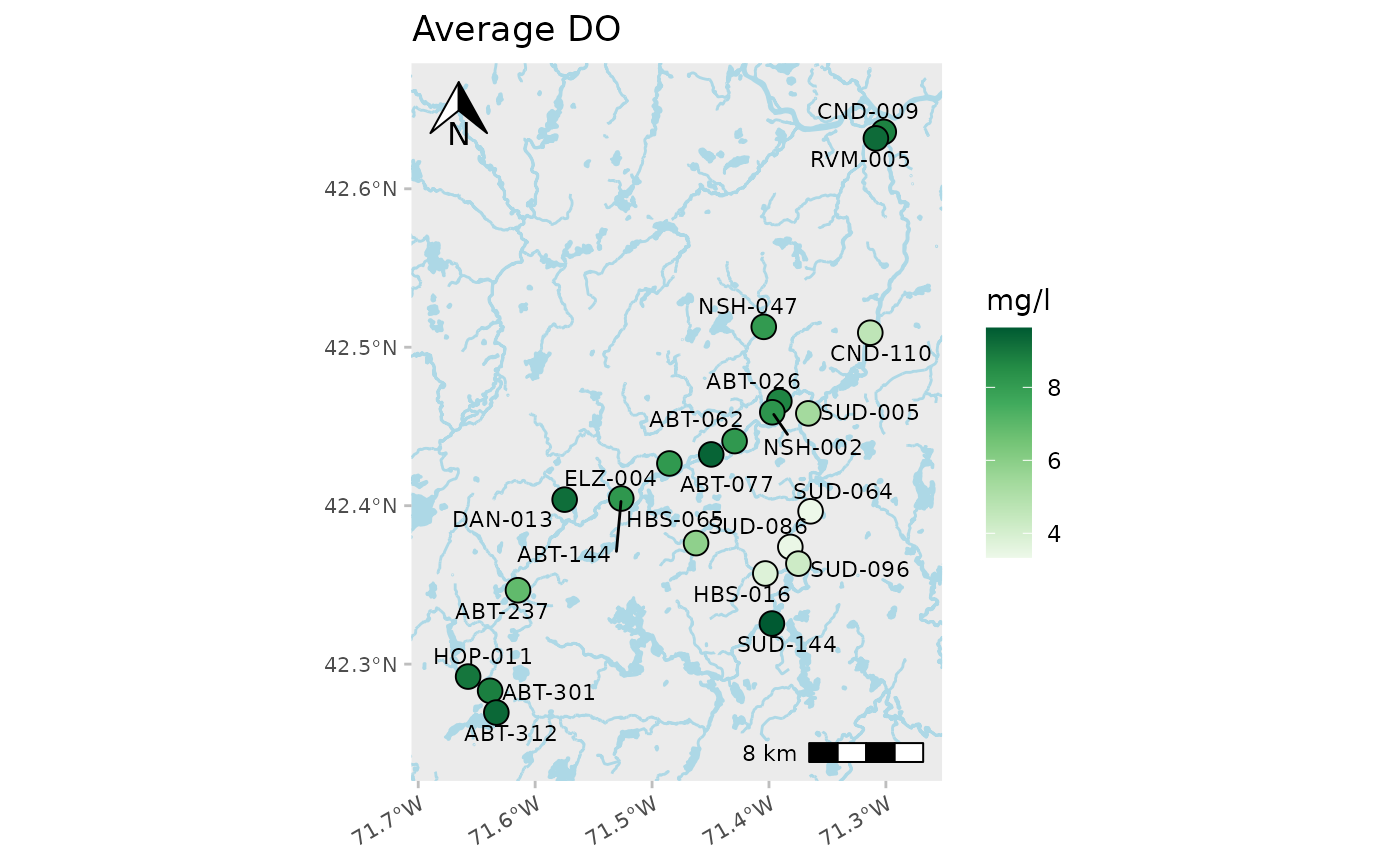 Average DO
N
CND-009
RVM-005
42.6°N
NSH-047
42.5°N
CND-110
mg/l
8
6
4
ABT-026
SUD-005
ABT-062
NSH-002
ELZ-004
ABT-077
SUD-064
42.4°N
DAN-013
HBS-065
SUD-086
ABT-144
SUD-096
HBS-016
ABT-237
SUD-144
HOP-011
42.3°N
ABT-301
ABT-312
8 km
71.7°W
71.6°W
71.5°W
71.4°W
71.3°W